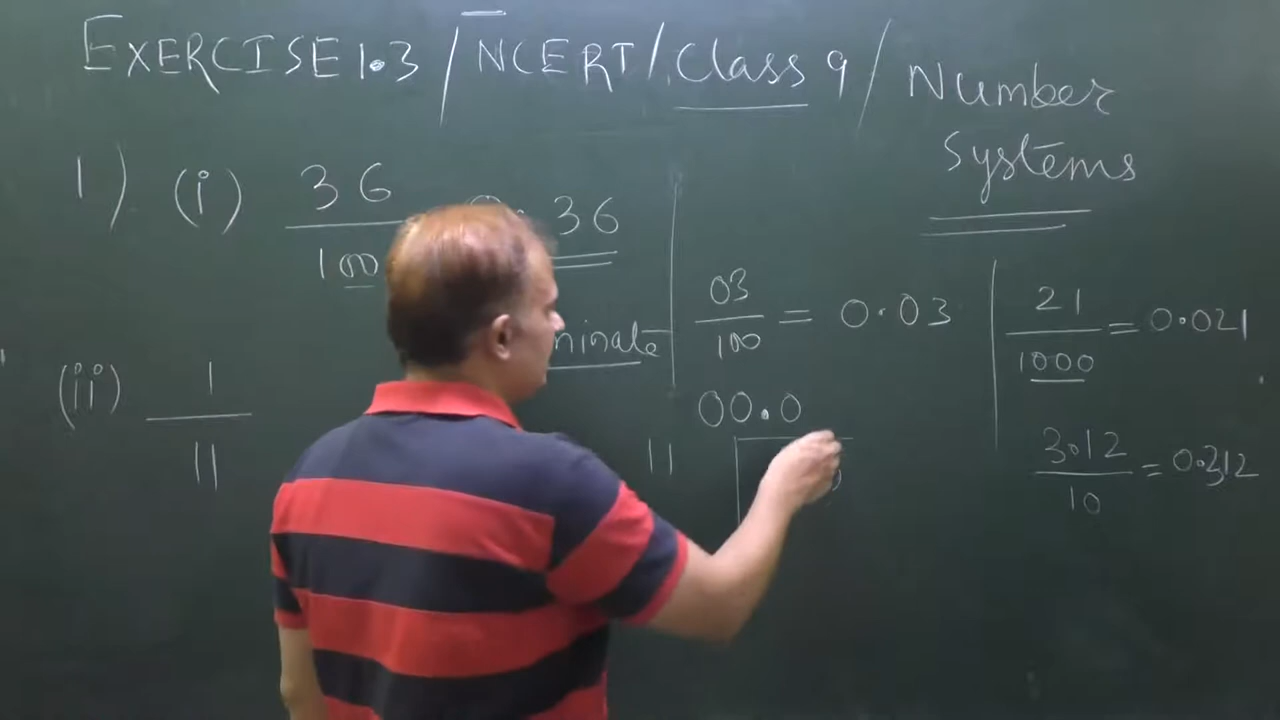 EXERCISE 1.3 / NCERT / Class 9 / Number
Systems
1) (i) 36/100 0.36
03/100 = 0.03
21/1000 = 0.021
(ii) 1/11
11 00.0
3.12/10 = 0.312